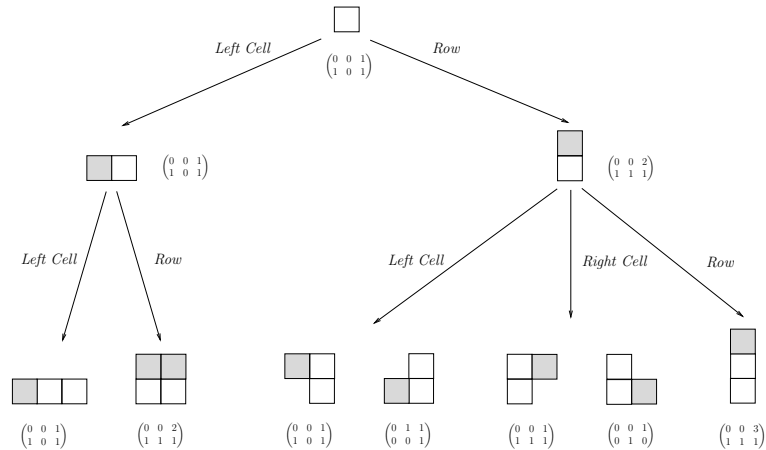 Left Cell
Row
(0 0 1
1 0 1)
(0 0 1
1 0 1)
(0 0 2
1 1 1)
Left Cell
Row
Left Cell
Right Cell
Row
(0 0 1
1 0 1)
(0 0 2
1 1 1)
(0 0 1
1 0 1)
(0 1 1
0 0 1)
(0 0 1
1 1 1)
(0 0 1
0 1 0)
(0 0 3
1 1 1)